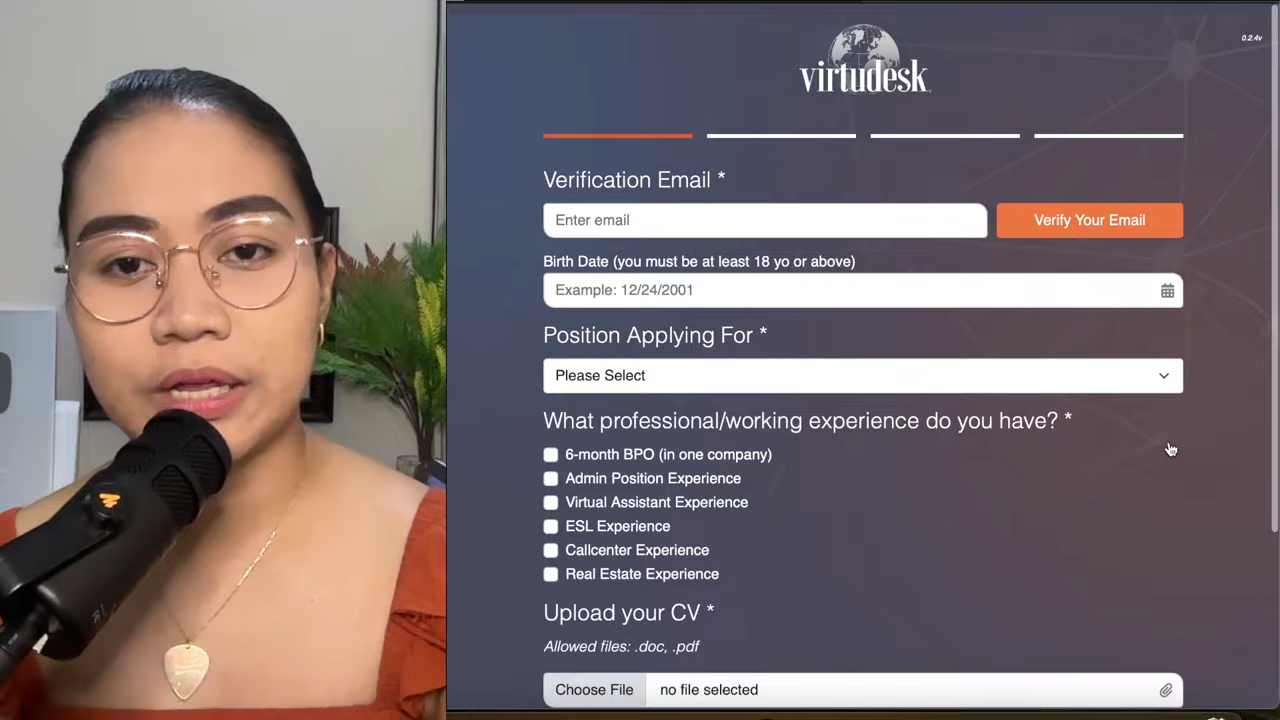 virtudesk
0.2.4v
Verification Email *
Enter email
Verify Your Email
Birth Date (you must be at least 18 yo or above)
Example: 12/24/2001
Position Applying For *
Please Select
What professional/working experience do you have? *
6-month BPO (in one company)
Admin Position Experience
Virtual Assistant Experience
ESL Experience
Callcenter Experience
Real Estate Experience
Upload your CV *
Allowed files: .doc, .pdf
Choose File
no file selected